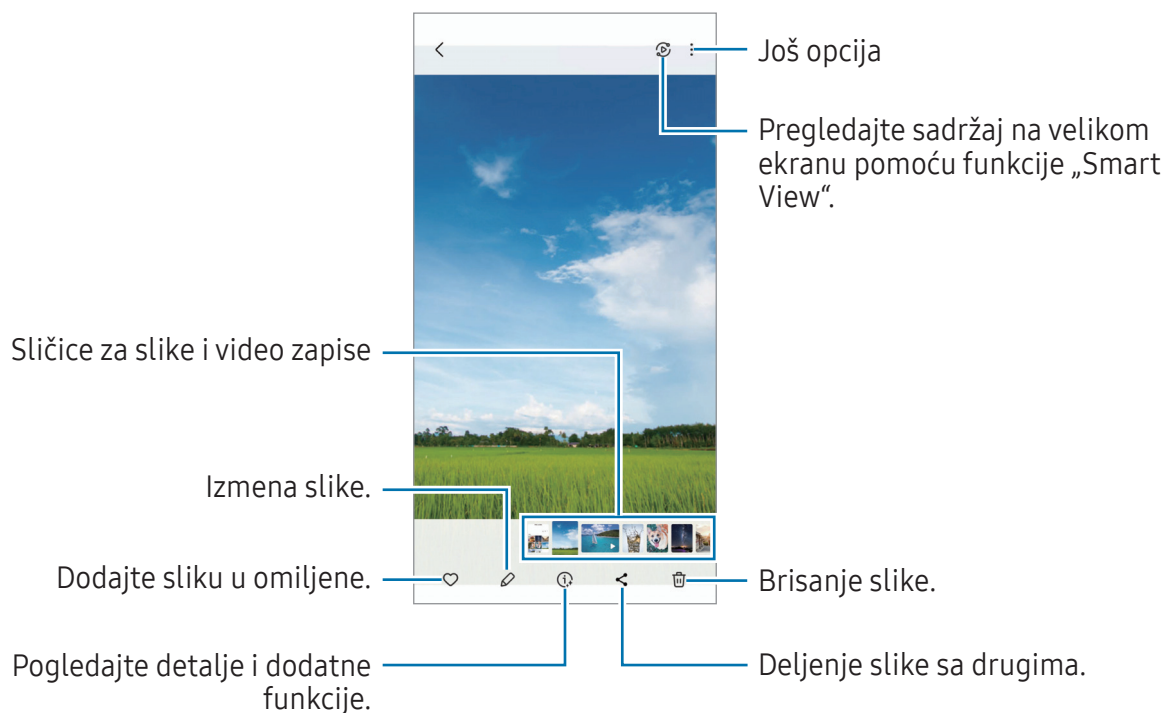 Još opcija
Pregledajte sadržaj na velikom
ekranu pomoću funkcije „Smart
View“.
Sličice za slike i video zapise
Izmena slike.
Dodajte sliku u omiljene.
Brisanje slike.
Pogledajte detalje i dodatne
funkcije.
Deljenje slike sa drugima.